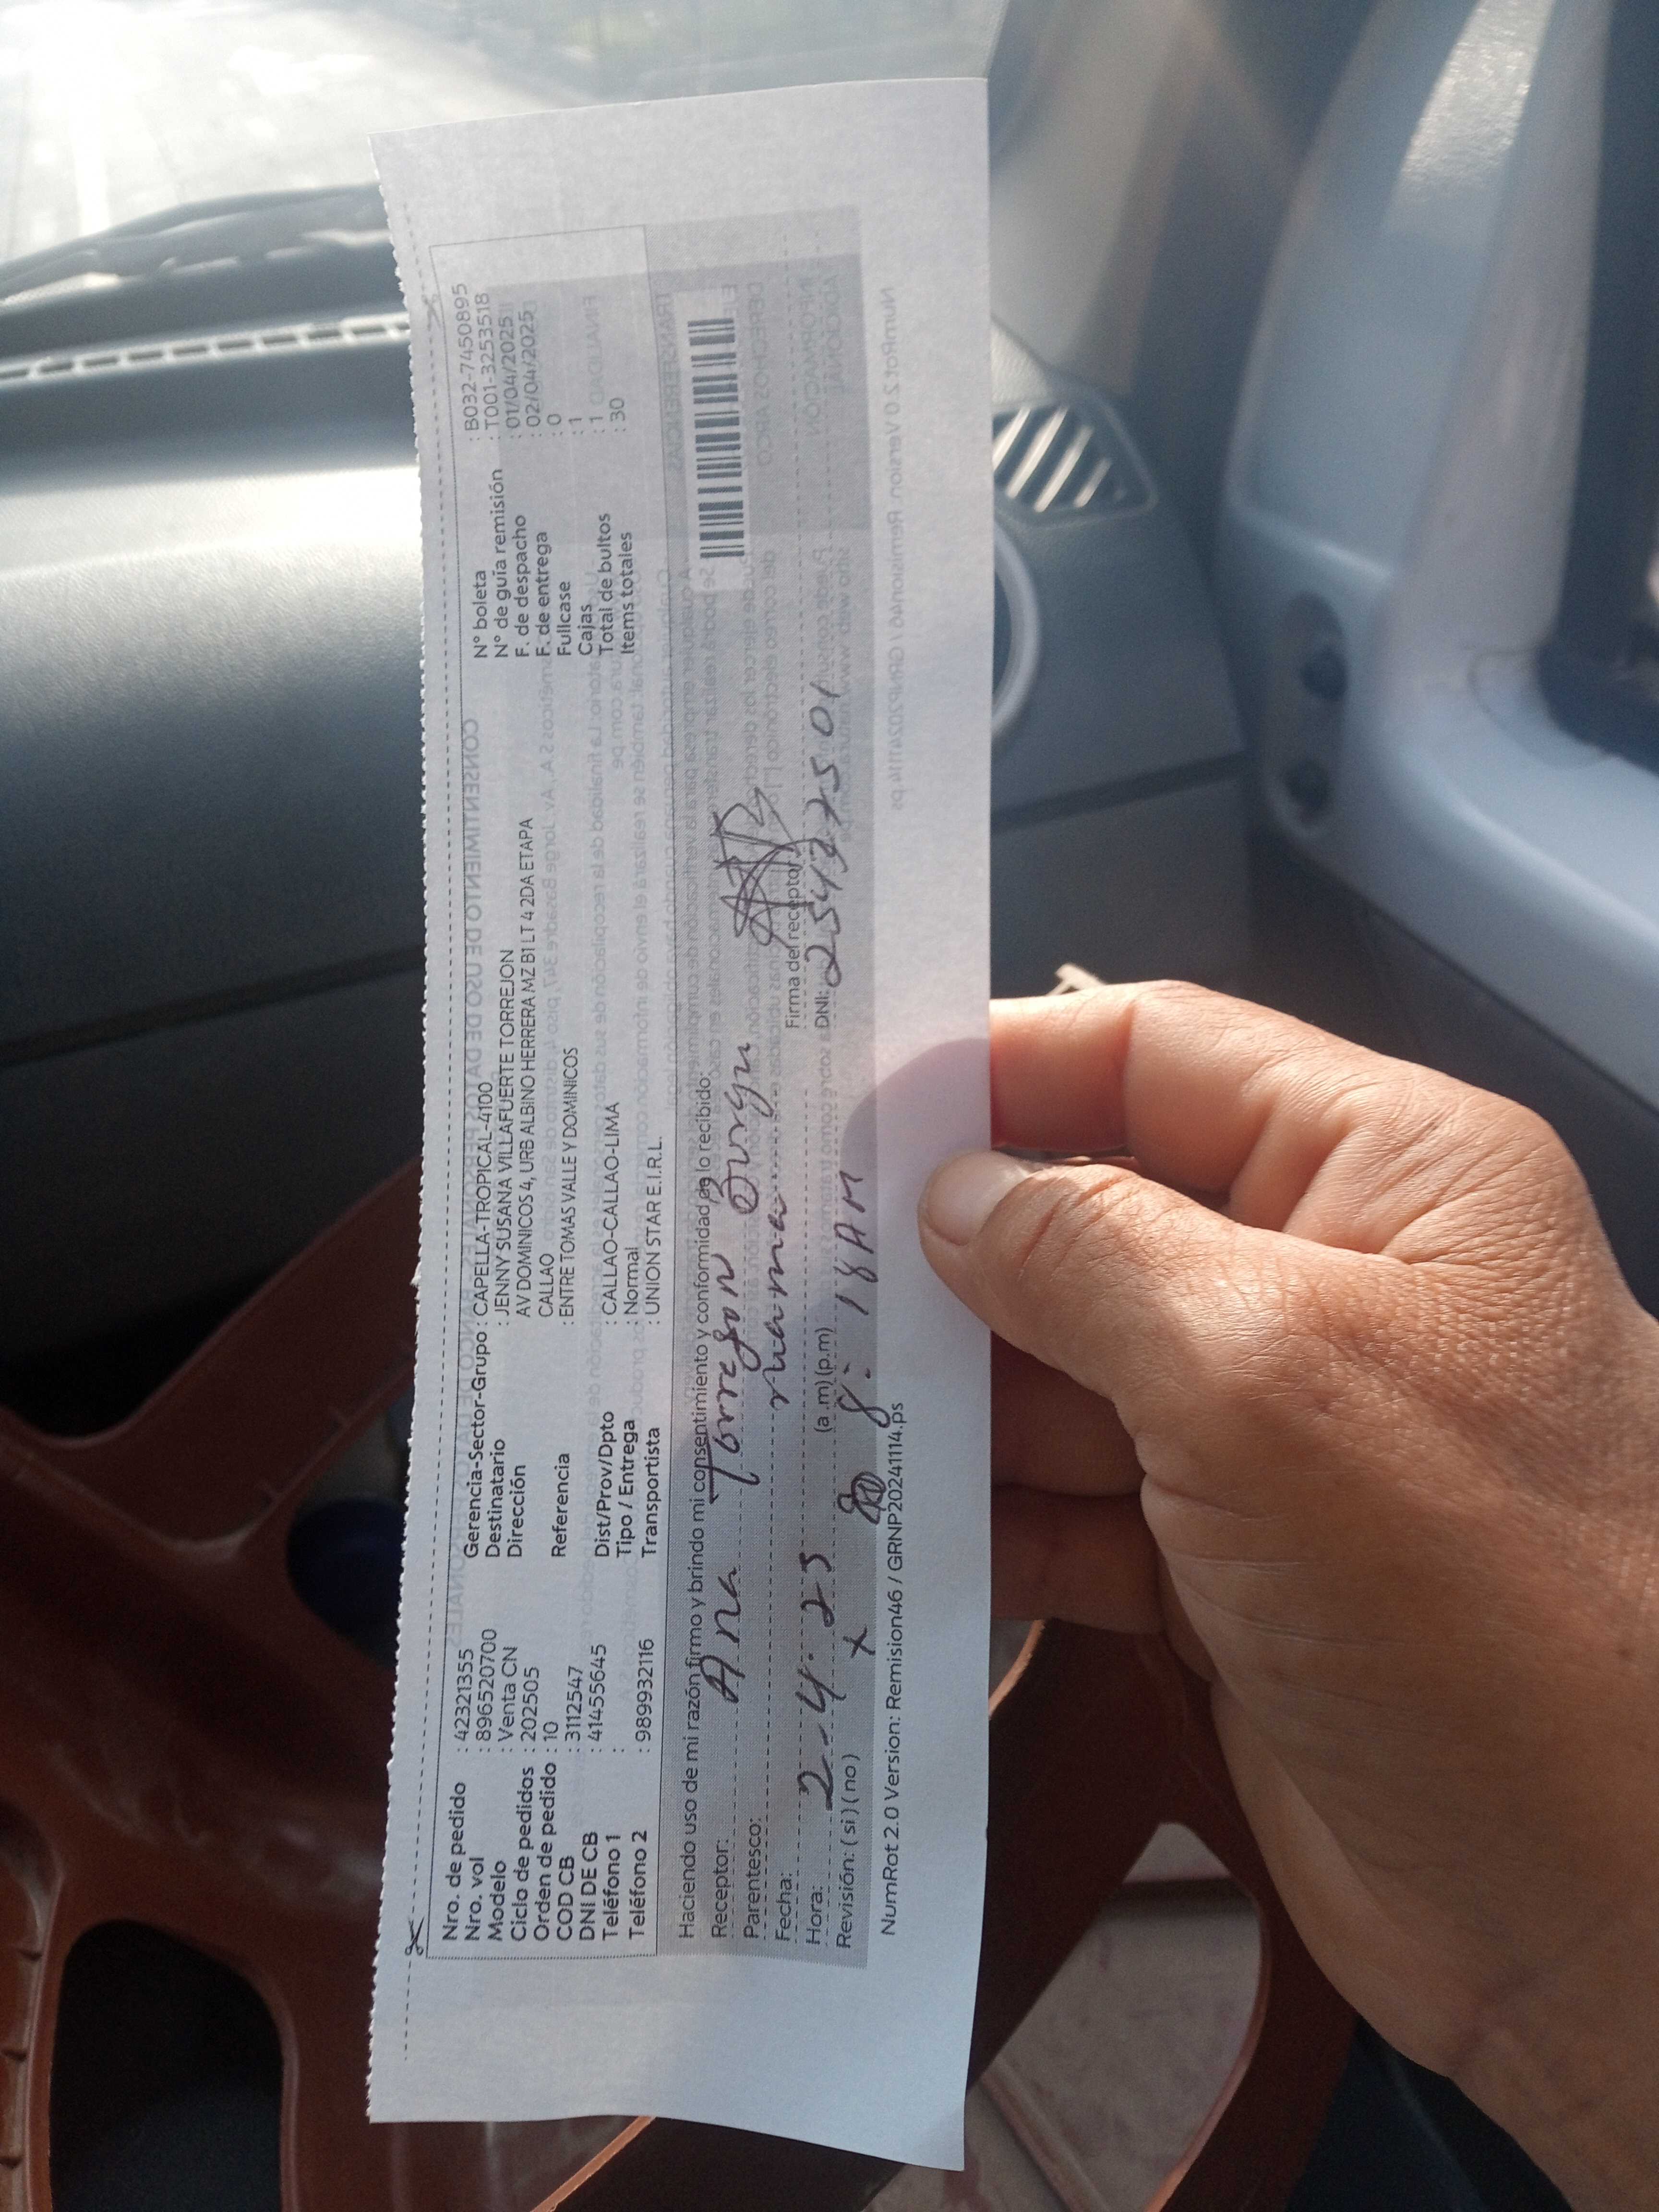 Nro. de pedido : 42321355
Nro. vol : 896520700
Modelo : Venta CN
Ciclo de pedidos : 202505
Orden de pedido : 10
COD CB : 3112547
DNI DE CB : 41455645
Teléfono 1 :
Teléfono 2 : 989932116
Gerencia-Sector-Grupo : CAPELLA-TROPICAL-4100
Destinatario : JENNY SUSANA VILLAFUERTE TORREJON
Dirección AV DOMINICOS 4, URB ALBINO HERRERA MZ B1 LT 4 2DA ETAPA
CALLAO
Referencia : ENTRE TOMAS VALLE Y DOMINICOS
Dist/Prov/Dpto : CALLAO-CALLAO-LIMA
Tipo / Entrega : Normal
Transportista : UNION STAR E.I.R.L.
N° boleta : B032-7450895
N° de guía remisión : T001-3253518
F. de despacho : 01/04/2025
F. de entrega : 02/04/2025
Fullcase : 0
Cajas : 1
Total de bultos : 1
Items totales : 30
Haciendo uso de mi razón firmo y brindo mi consentimiento y conformidad de lo recibido:
Receptor: Ana Torrejon
Parentesco: mama
Fecha: 2-4-25
Firma del receptor
Hora: 8:18 AM (a .m) (p.m) DNI: 25437501
Revisión: ( si ) ( no ) x
NumRot 2.0 Version: Remision46 / GRNP20241114.ps